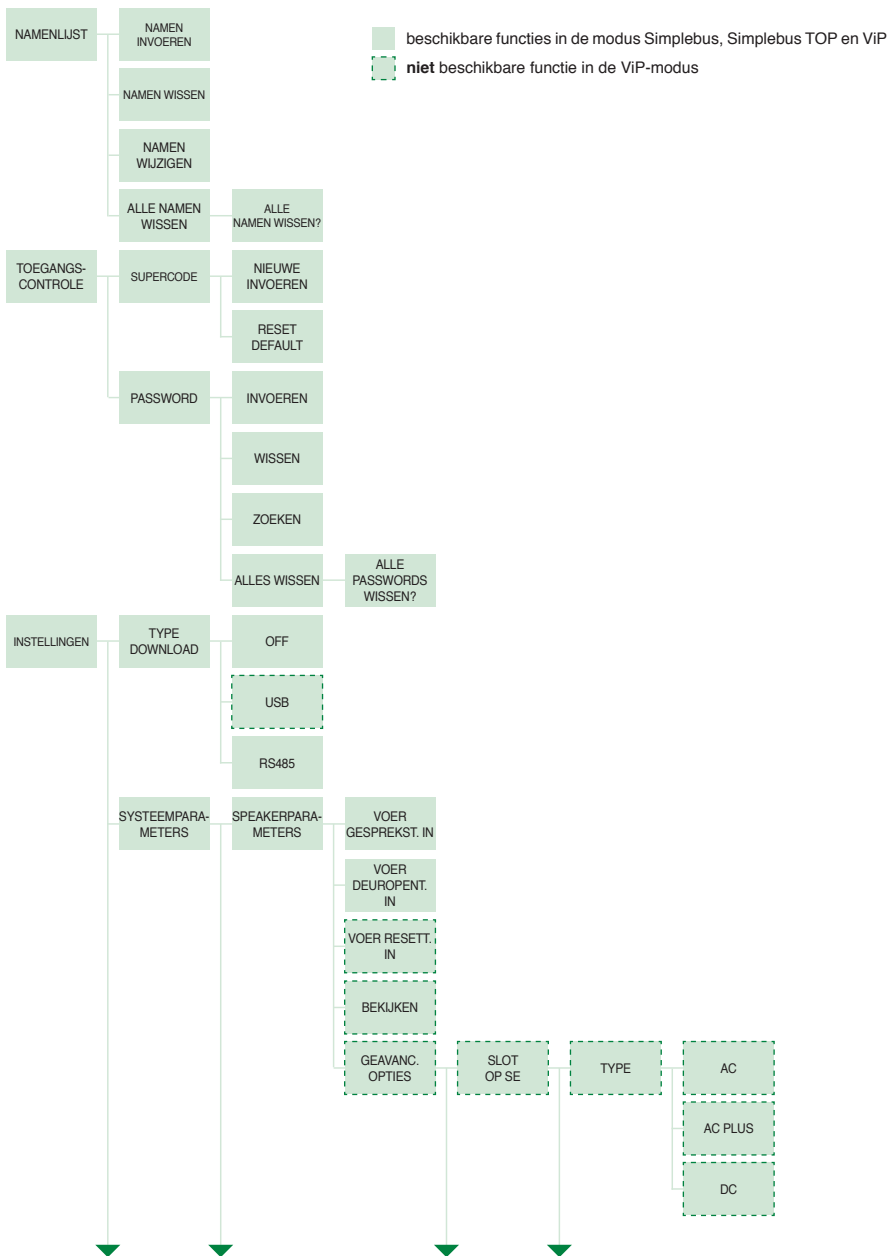 NAMENLIJST
NAMEN
INVOEREN
beschikbare functies in de modus Simplebus, Simplebus TOP en ViP
niet beschikbare functie in de ViP-modus
NAMEN WISSEN
NAMEN
WIJZIGEN
ALLE NAMEN
WISSEN
ALLE
NAMEN WISSEN?
TOEGANGS-
CONTROLE
SUPERCODE
NIEUWE
INVOEREN
RESET
DEFAULT
PASSWORD
INVOEREN
WISSEN
ZOEKEN
ALLES WISSEN
ALLE
PASSWORDS
WISSEN?
INSTELLINGEN
TYPE
DOWNLOAD
OFF
USB
RS485
SYSTEEMPARA-
METERS
SPEAKERPARA-
METERS
VOER
GESPREKST. IN
VOER
DEUROPENT.
IN
VOER RESETT.
IN
BEKIJKEN
GEAVANC.
OPTIES
SLOT
OP SE
TYPE
AC
AC PLUS
DC